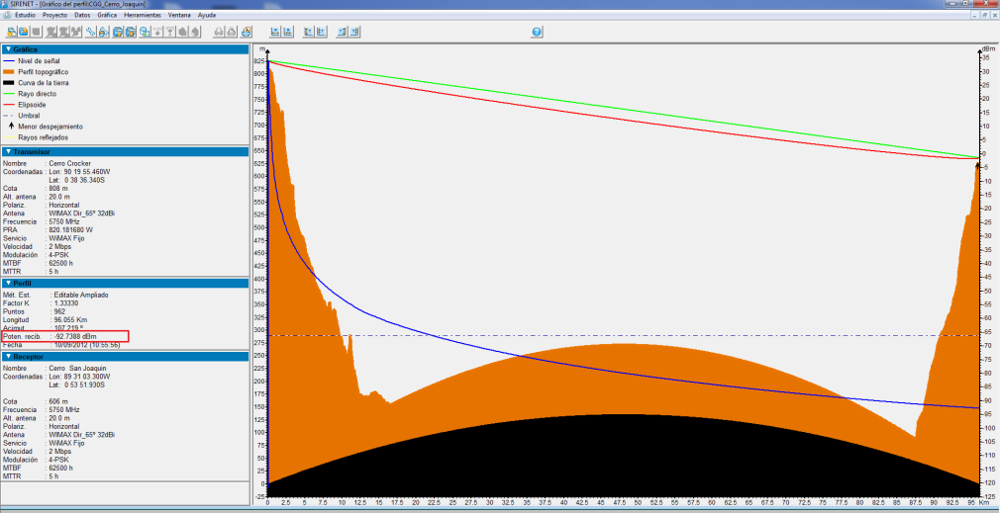 SIRENET - [Gráfico del perfil:CGG_Cerro_Joaquin]
Estudio Proyecto Datos Gráfica Herramientas Ventana Ayuda
Gráfica
Nivel de señal
Perfil topográfico
Curva de la tierra
Rayo directo
Elipsoide
Umbral
Menor despejamiento
Rayos reflejados
Transmisor
Nombre : Cerro Crocker
Coordenadas : Lon: 90 19 55.460W
Lat: 0 38 36.340S
Cota : 808 m
Alt. antena : 20.0 m
Polariz. : Horizontal
Antena : WIMAX Dir_65º 32dBi
Frecuencia : 5750 MHz
PRA : 820.181680 W
Servicio : WiMAX Fijo
Velocidad : 2 Mbps
Modulación : 4-PSK
MTBF : 62500 h
MTTR : 5 h
Perfil
Mét. Est. : Editable Ampliado
Factor K : 1.33330
Puntos : 962
Longitud : 96.055 Km
Acimut : 107.219 º
Poten. recib. : -92.7388 dBm
Fecha : 10/09/2012 (10:55:56)
Receptor
Nombre : Cerro San Joaquin
Coordenadas : Lon: 89 31 03.300W
Lat: 0 53 51.930S
Cota : 606 m
Frecuencia : 5750 MHz
Alt. antena : 20.0 m
Polariz. : Horizontal
Antena : WIMAX Dir_65º 32dBi
Servicio : WiMAX Fijo
Velocidad : 2 Mbps
Modulación : 4-PSK
MTBF : 62500 h
MTTR : 5 h
m
825
800
775
750
725
700
675
650
625
600
575
550
525
500
475
450
425
400
375
350
325
300
275
250
225
200
175
150
125
100
75
50
25
0
-25
dBm
35
30
25
20
15
10
5
0
-5
-10
-15
-20
-25
-30
-35
-40
-45
-50
-55
-60
-65
-70
-75
-80
-85
-90
-95
-100
-105
-110
-115
-120
-125
0 2.5 5 7.5 10 12.5 15 17.5 20 22.5 25 27.5 30 32.5 35 37.5 40 42.5 45 47.5 50 52.5 55 57.5 60 62.5 65 67.5 70 72.5 75 77.5 80 82.5 85 87.5 90 92.5 95 Km